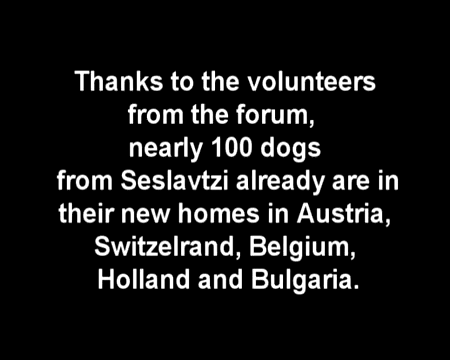 Thanks to the volunteers
from the forum,
nearly 100 dogs
from Seslavtzi already are in
their new homes in Austria,
Switzelrand, Belgium,
Holland and Bulgaria.